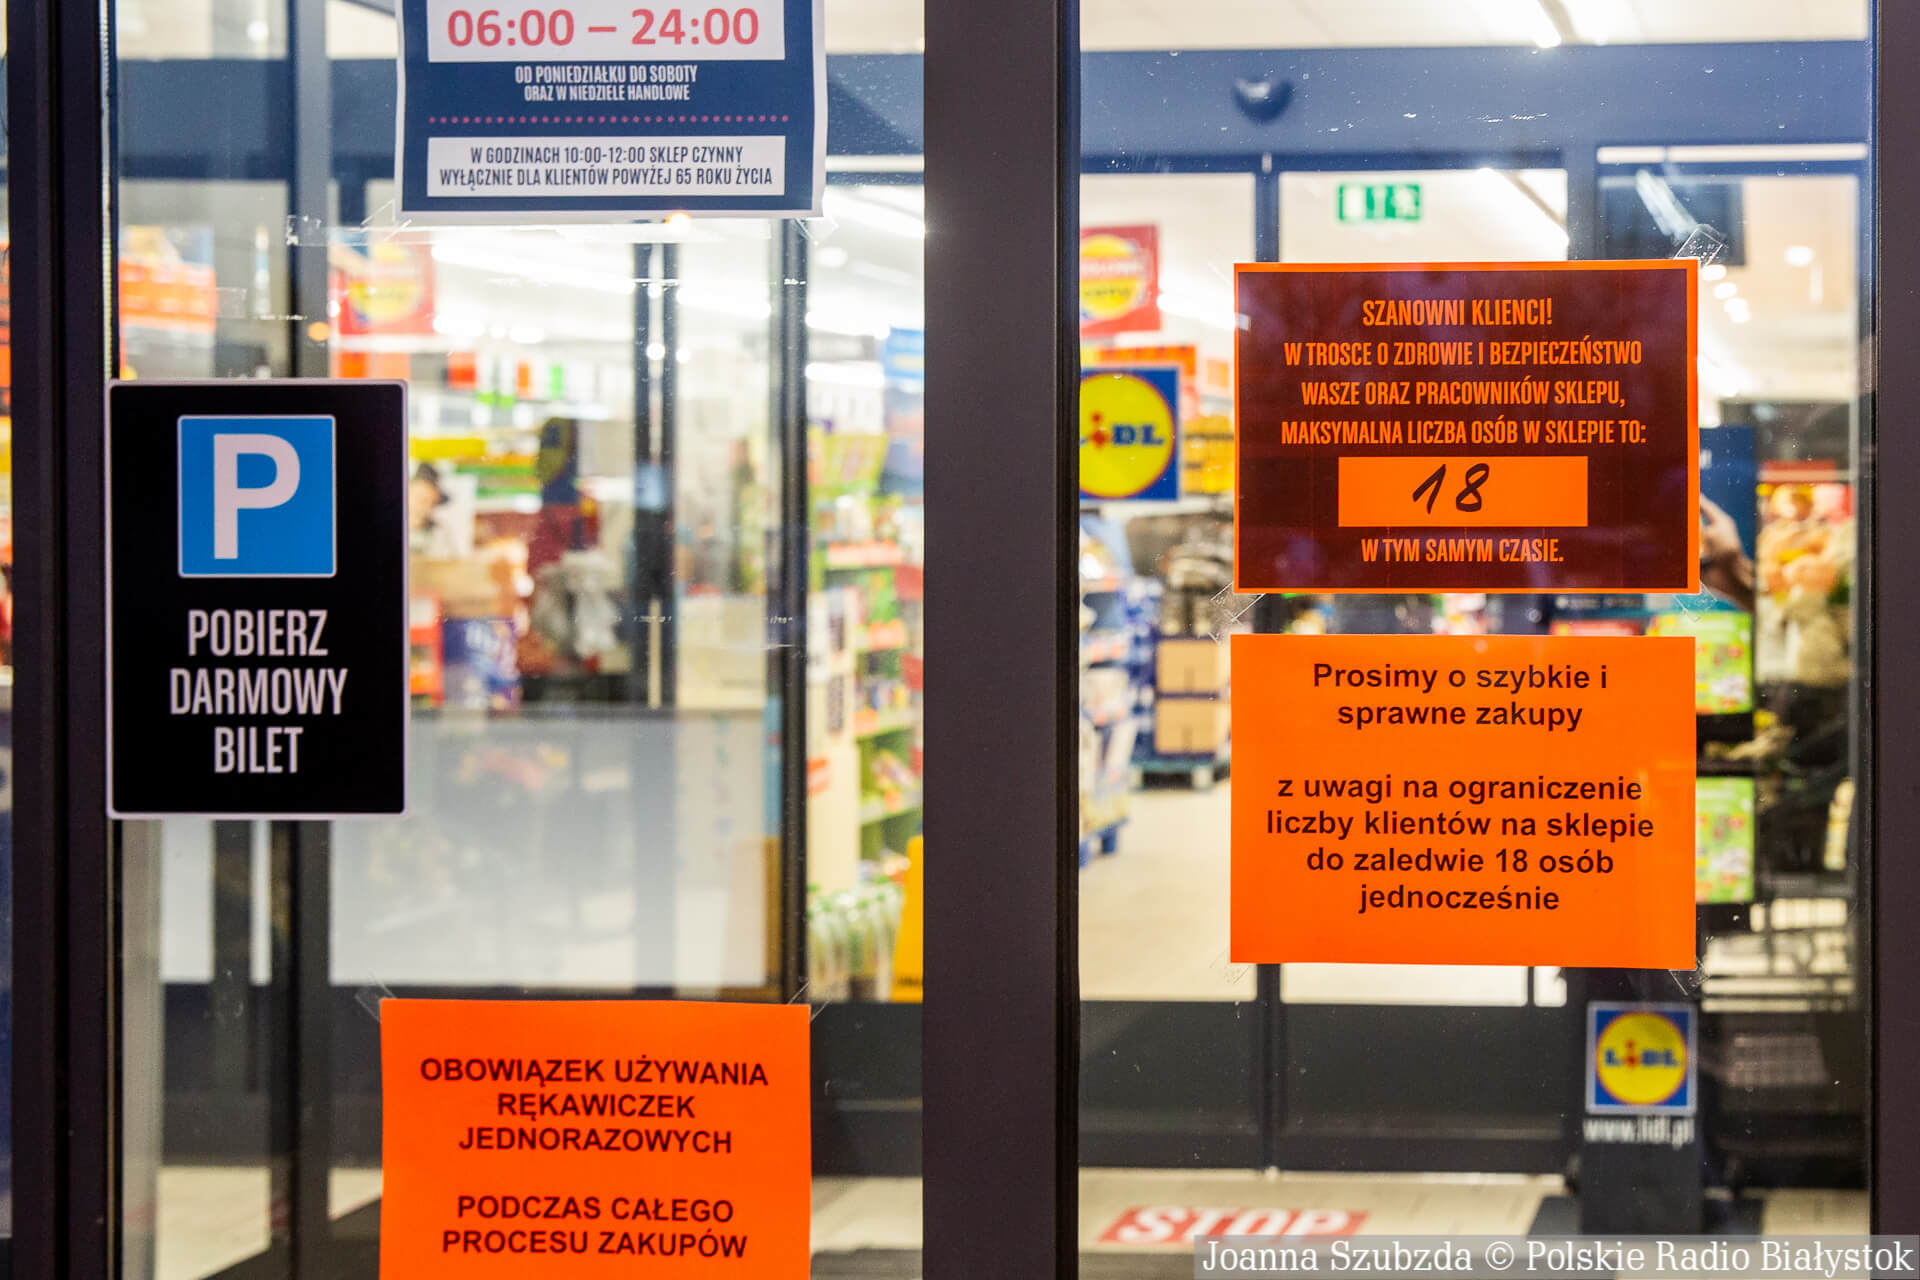 06:00 – 24:00
OD PONIEDZIAŁKU DO SOBOTY
ORAZ W NIEDZIELE HANDLOWE
W GODZINACH 10:00-12:00 SKLEP CZYNNY
WYŁĄCZNIE DLA KLIENTÓW POWYŻEJ 65 ROKU ŻYCIA
P
POBIERZ
DARMOWY
BILET
OBOWIĄZEK UŻYWANIA
RĘKAWICZEK
JEDNORAZOWYCH
PODCZAS CAŁEGO
PROCESU ZAKUPÓW
LIDL
SZANOWNI KLIENCI!
W TROSCE O ZDROWIE I BEZPIECZEŃSTWO
WASZE ORAZ PRACOWNIKÓW SKLEPU,
MAKSYMALNA LICZBA OSÓB W SKLEPIE TO:
18
W TYM SAMYM CZASIE.
Prosimy o szybkie i
sprawne zakupy
z uwagi na ograniczenie
liczby klientów na sklepie
do zaledwie 18 osób
jednocześnie
LIDL
www.lidl.pl
STOP
Joanna Szubzda © Polskie Radio Białystok